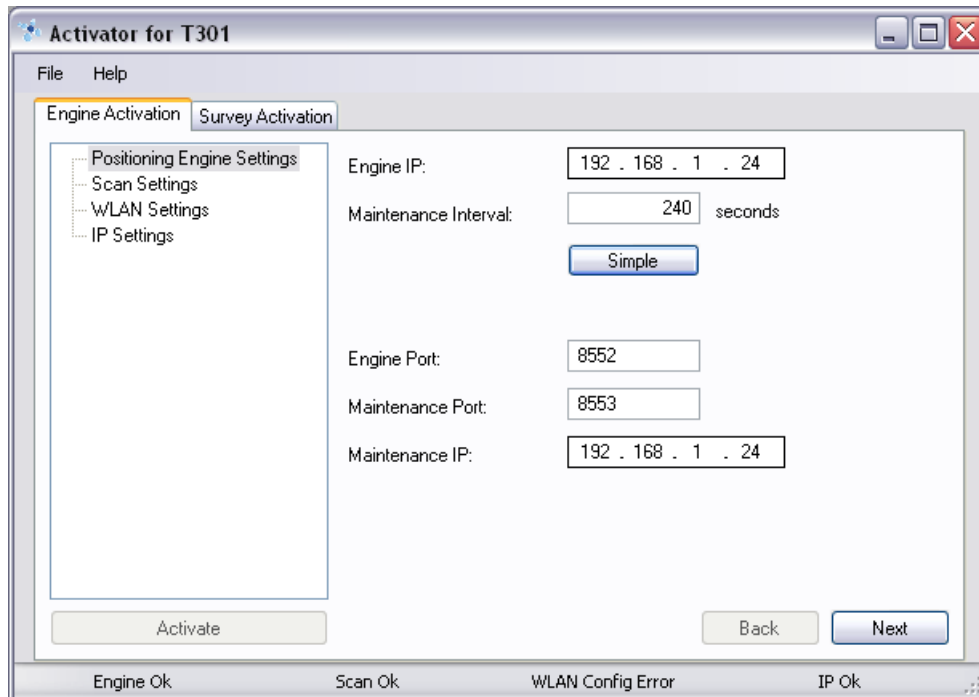 Activator for T301
File Help
Engine Activation Survey Activation
Positioning Engine Settings
Scan Settings
WLAN Settings
IP Settings
Engine IP: 192 . 168 . 1 . 24
Maintenance Interval: 240 seconds
Simple
Engine Port: 8552
Maintenance Port: 8553
Maintenance IP: 192 . 168 . 1 . 24
Activate Back Next
Engine Ok Scan Ok WLAN Config Error IP Ok